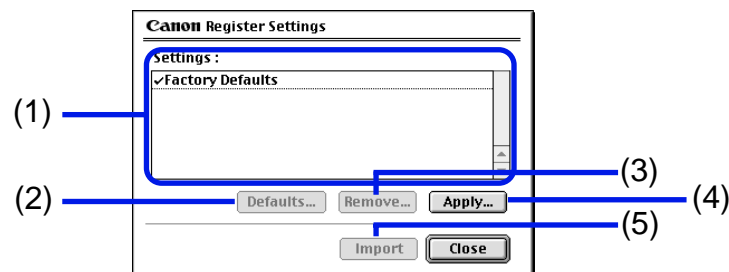 Canon Register Settings
Settings :
✓Factory Defaults
(1)
(3)
(2)
Defaults...
Remove...
Apply...
(4)
(5)
Import
Close